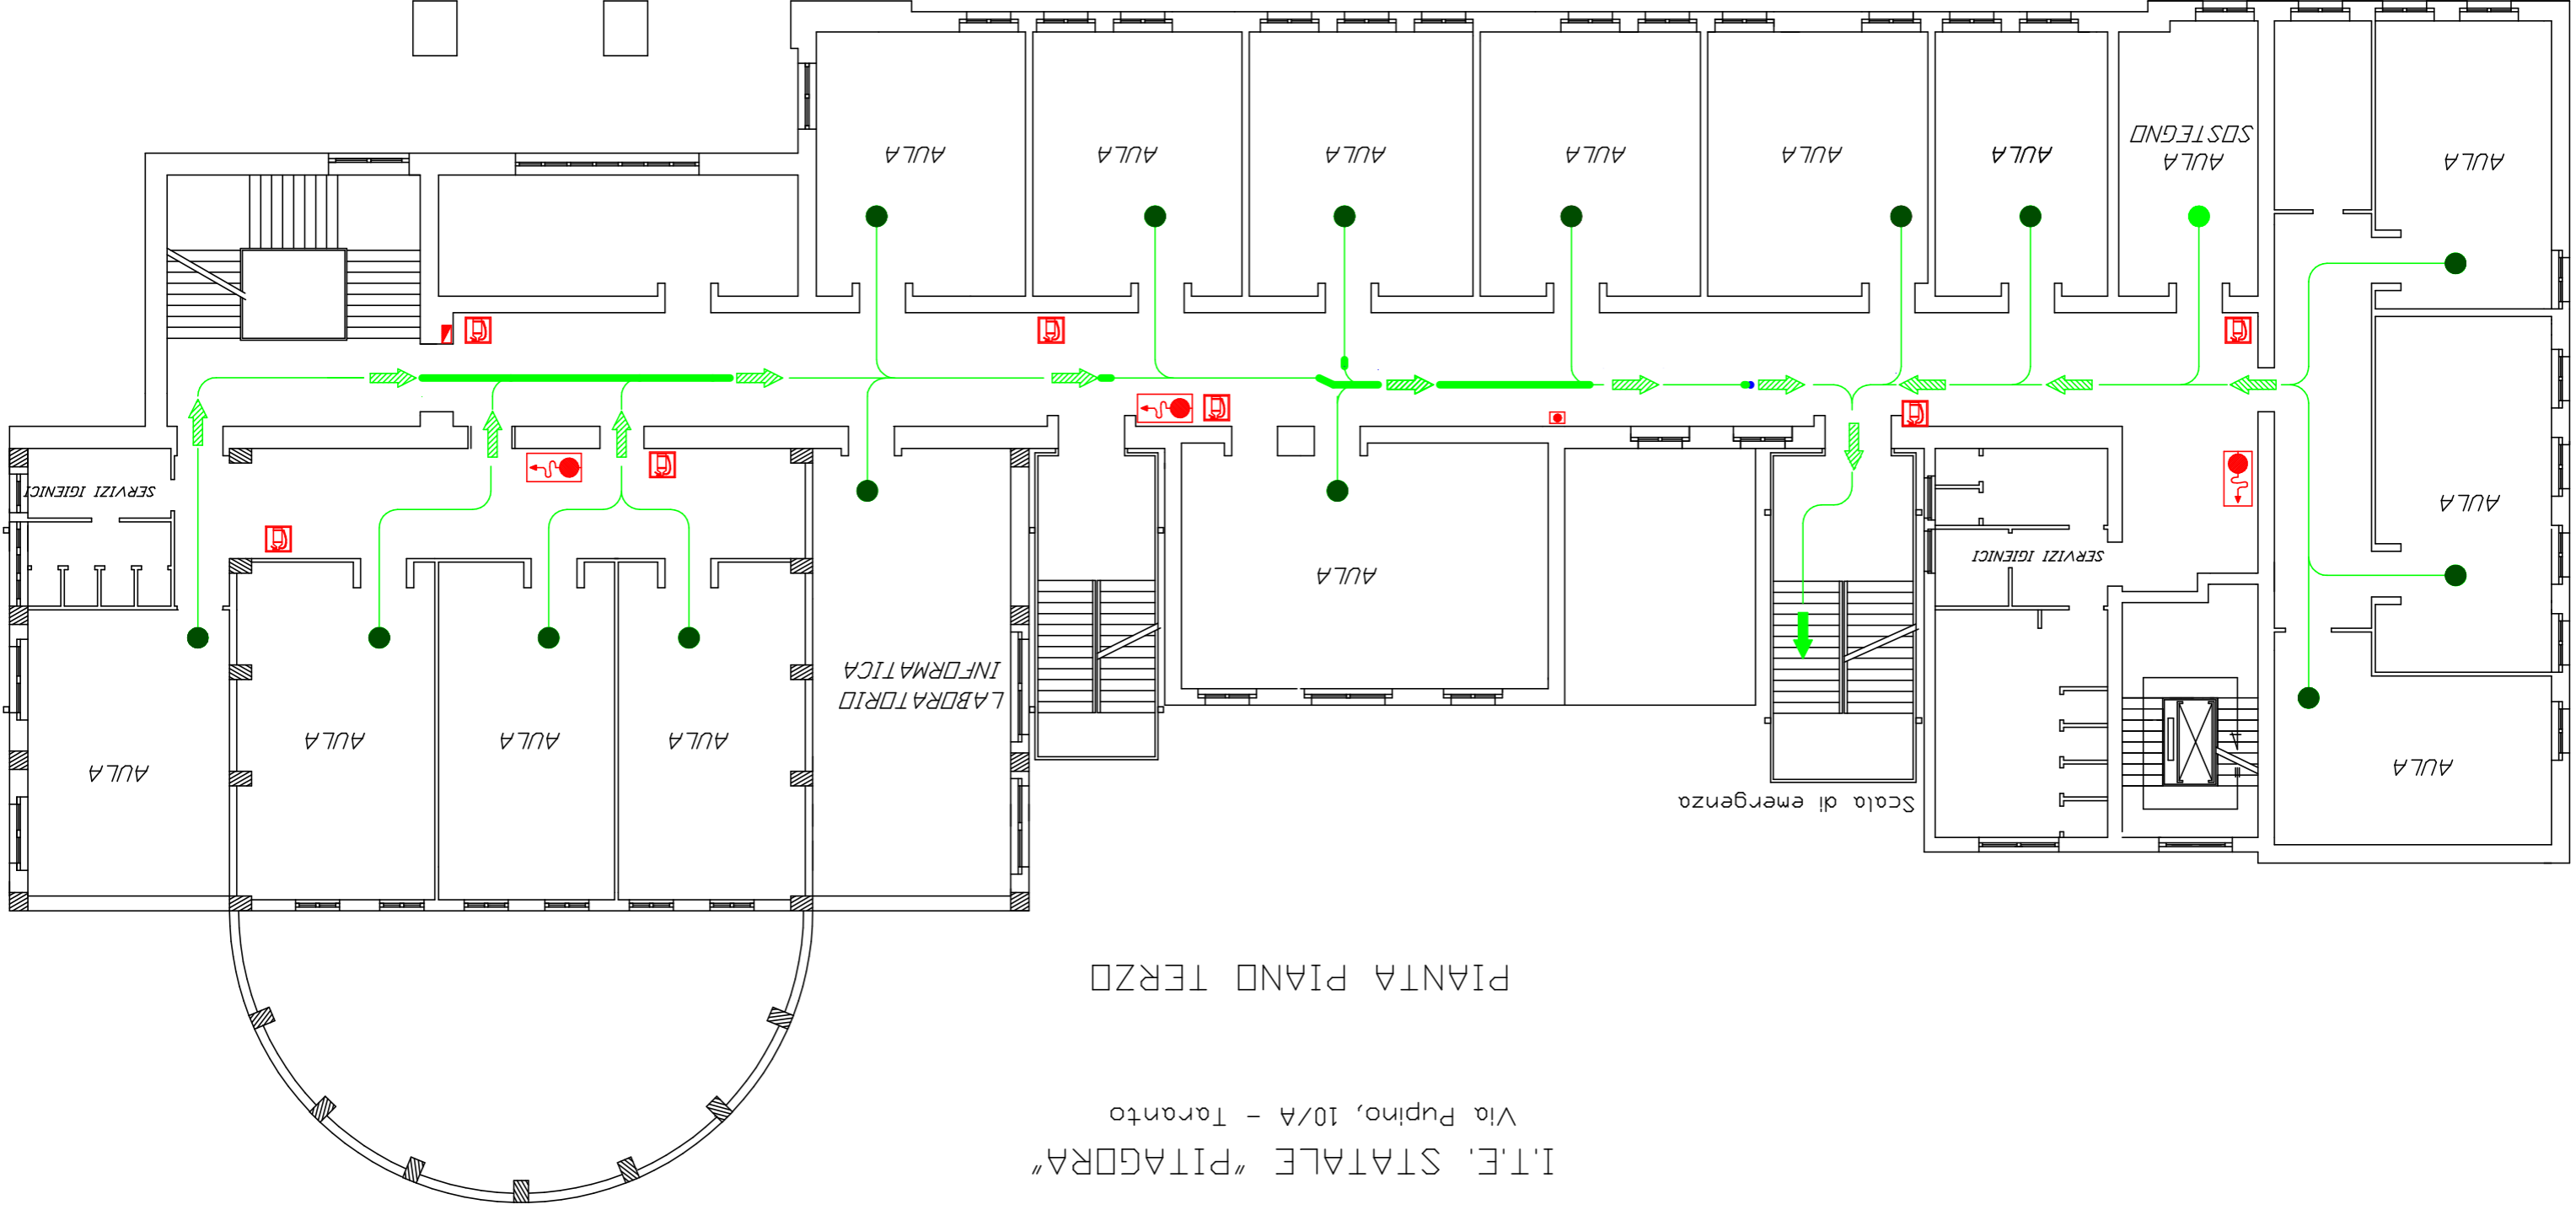 I.T.E. STATALE "PITAGORA"
Via Pupino, 10/A - Taranto
PIANTA PIANO TERZO
Scala di emergenza
AULA
AULA
AULA
AULA
AULA
LABORATORIO
INFORMATICA
AULA
SERVIZI IGIENICI
AULA
SERVIZI IGIENICI
AULA
AULA
SOSTEGNO
AULA
AULA
AULA
AULA
AULA
AULA